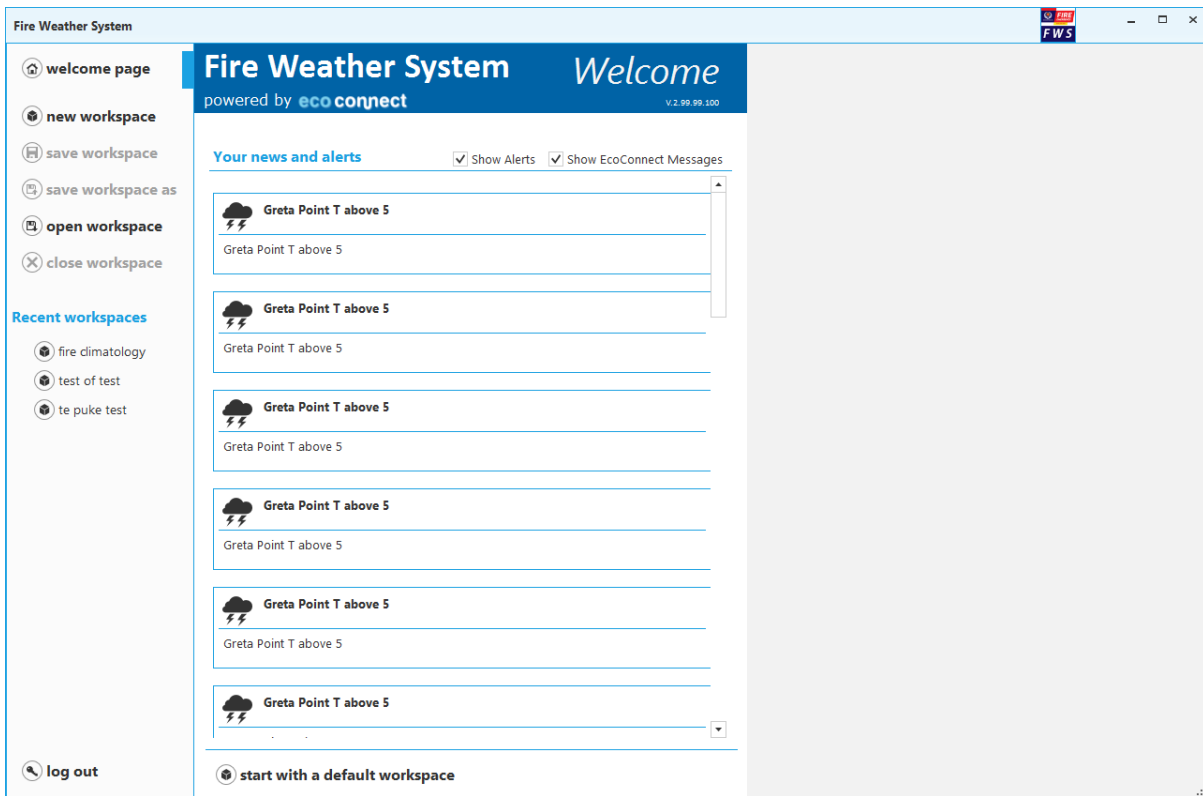 Fire Weather System
FIRE
FWS
welcome page
new workspace
save workspace
save workspace as
open workspace
close workspace
Recent workspaces
fire climatology
test of test
te puke test
log out
Fire Weather System
Welcome
powered by eco connect
V.2.99.99.100
Your news and alerts
Show Alerts
Show EcoConnect Messages
Greta Point T above 5
Greta Point T above 5
Greta Point T above 5
Greta Point T above 5
Greta Point T above 5
Greta Point T above 5
Greta Point T above 5
Greta Point T above 5
Greta Point T above 5
Greta Point T above 5
Greta Point T above 5
start with a default workspace